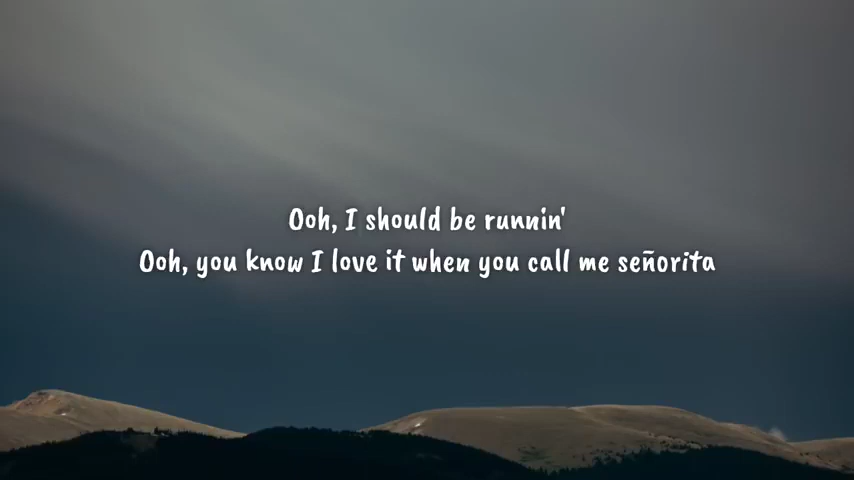 Ooh, I should be runnin'
Ooh, you know I love it when you call me señorita